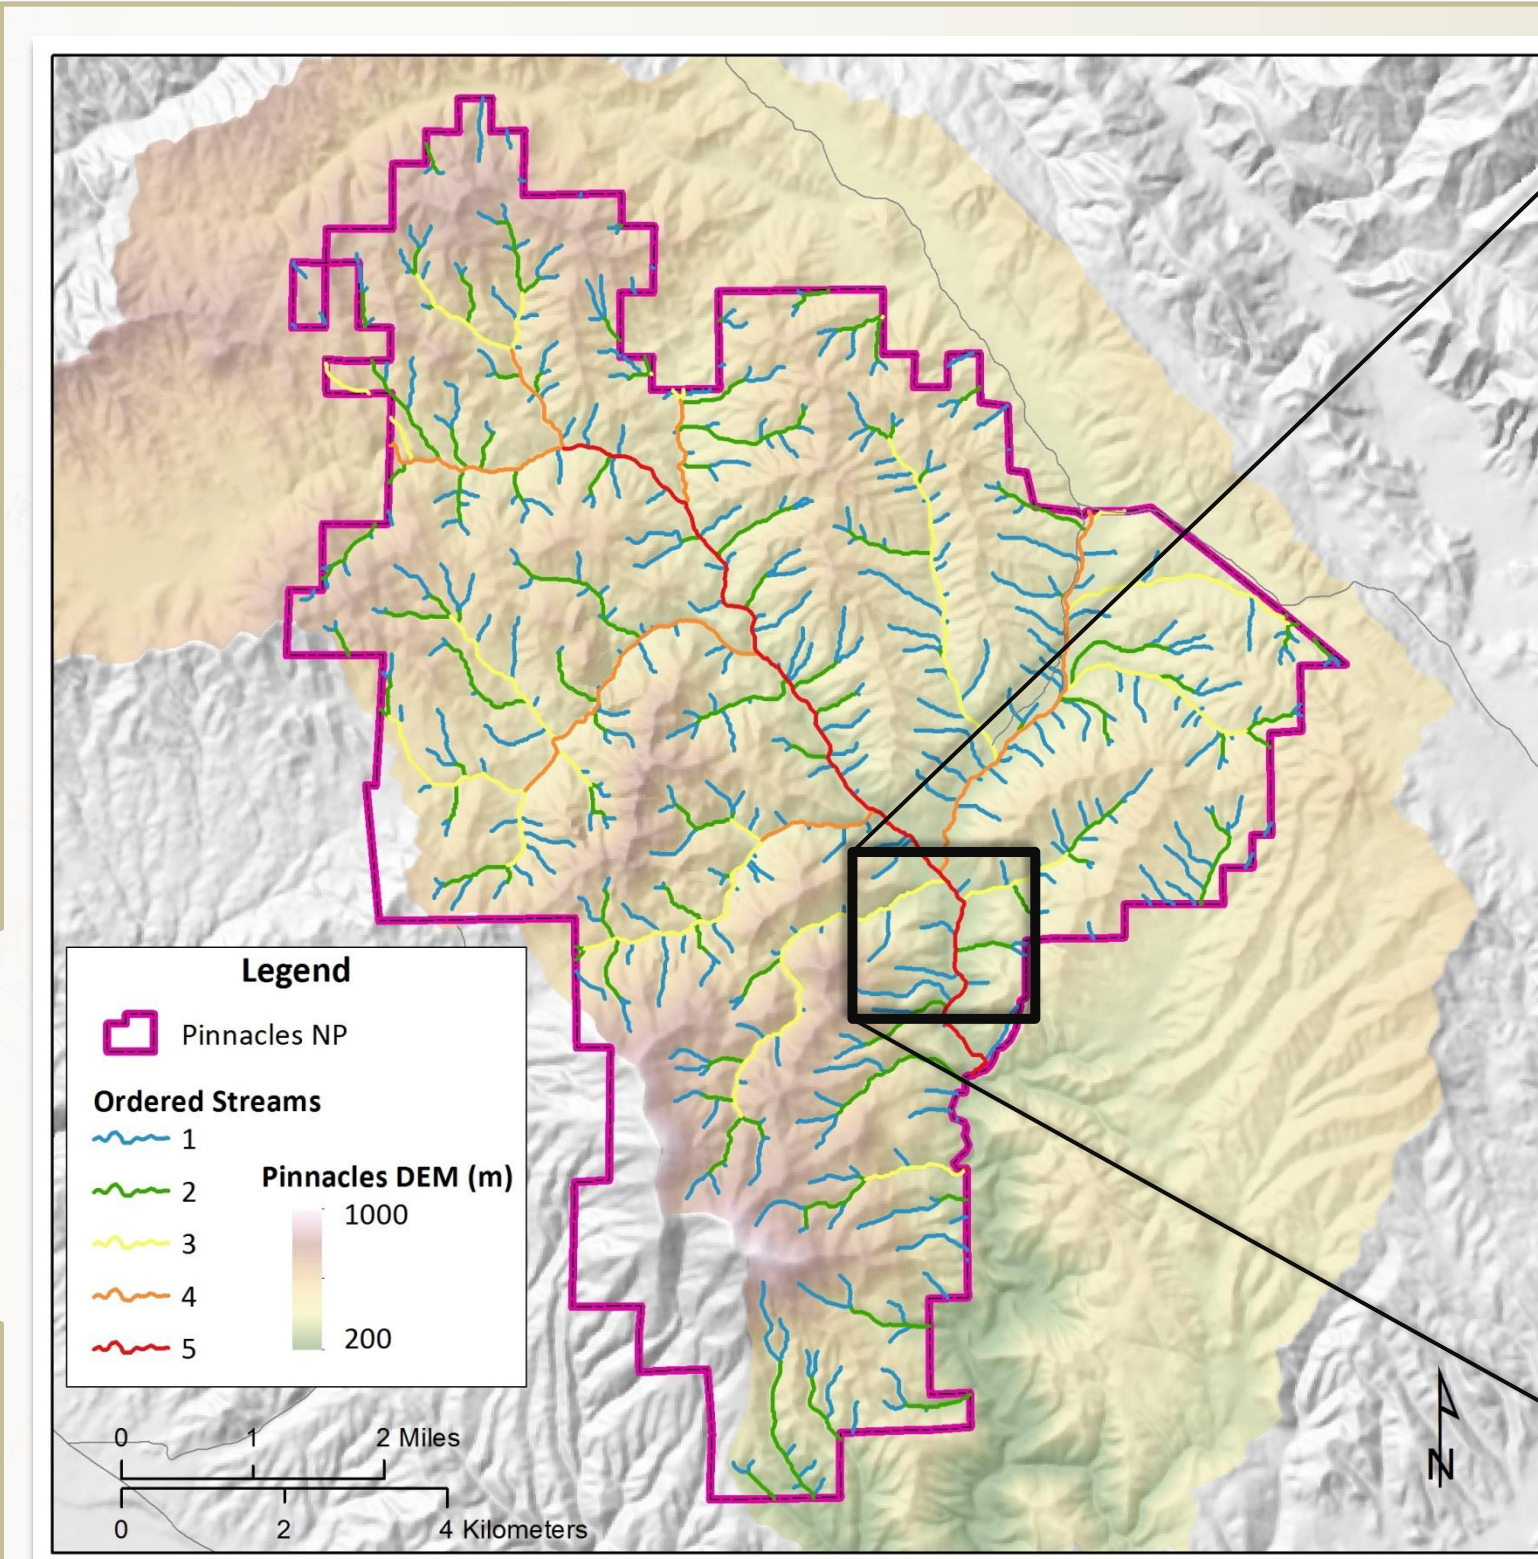 Legend
Pinnacles NP
Ordered Streams
1
2
3
4
5
Pinnacles DEM (m)
1000
200
0 1 2 Miles
0 2 4 Kilometers
N